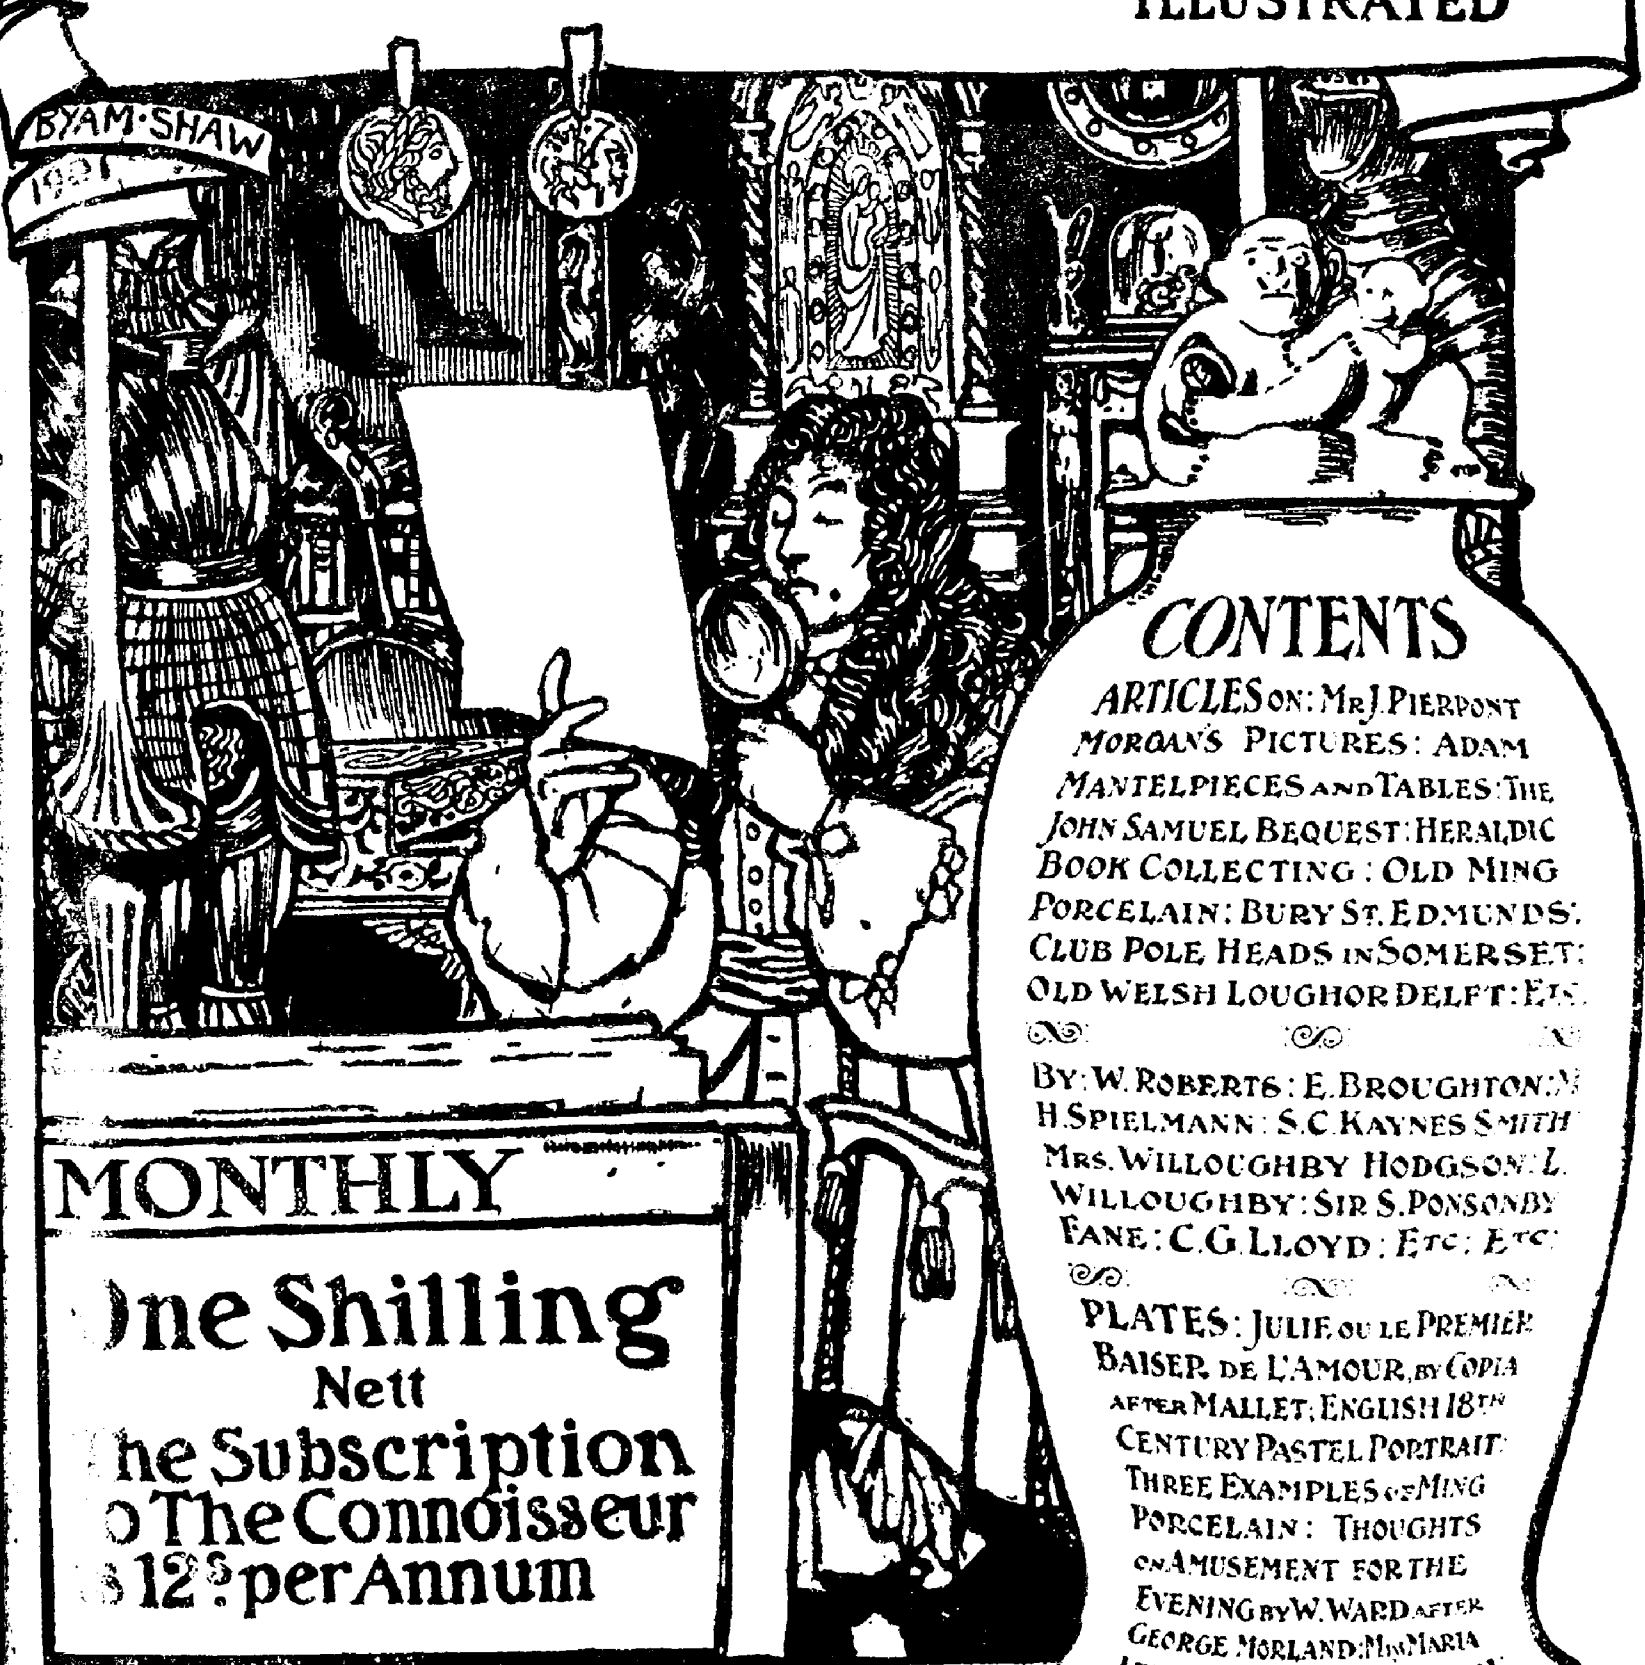 ILLUSTRATED
BYAM·SHAW
MONTHLY
One Shilling
Nett
he Subscription
o The Connoisseur
12s. per Annum
CONTENTS
ARTICLES ON: MR J. PIERPONT
MORGAN'S PICTURES: ADAM
MANTELPIECES AND TABLES: THE
JOHN SAMUEL BEQUEST: HERALDIC
BOOK COLLECTING: OLD MING
PORCELAIN: BURY ST. EDMUNDS:
CLUB POLE HEADS IN SOMERSET:
OLD WELSH LOUGHOR DELFT: ETC.
BY: W. ROBERTS: E. BROUGHTON: M
H. SPIELMANN: S.C. KAYNES SMITH
MRS. WILLOUGHBY HODGSON: L.
WILLOUGHBY: SIR S. PONSONBY
FANE: C.G. LLOYD: ETC: ETC:
PLATES: JULIE OU LE PREMIER
BAISER DE L'AMOUR, BY COPIA
AFTER MALLET: ENGLISH 18TH
CENTURY PASTEL PORTRAIT:
THREE EXAMPLES OF MING
PORCELAIN: THOUGHTS
ON AMUSEMENT FOR THE
EVENING BY W. WARD AFTER
GEORGE MORLAND: MISS MARIA